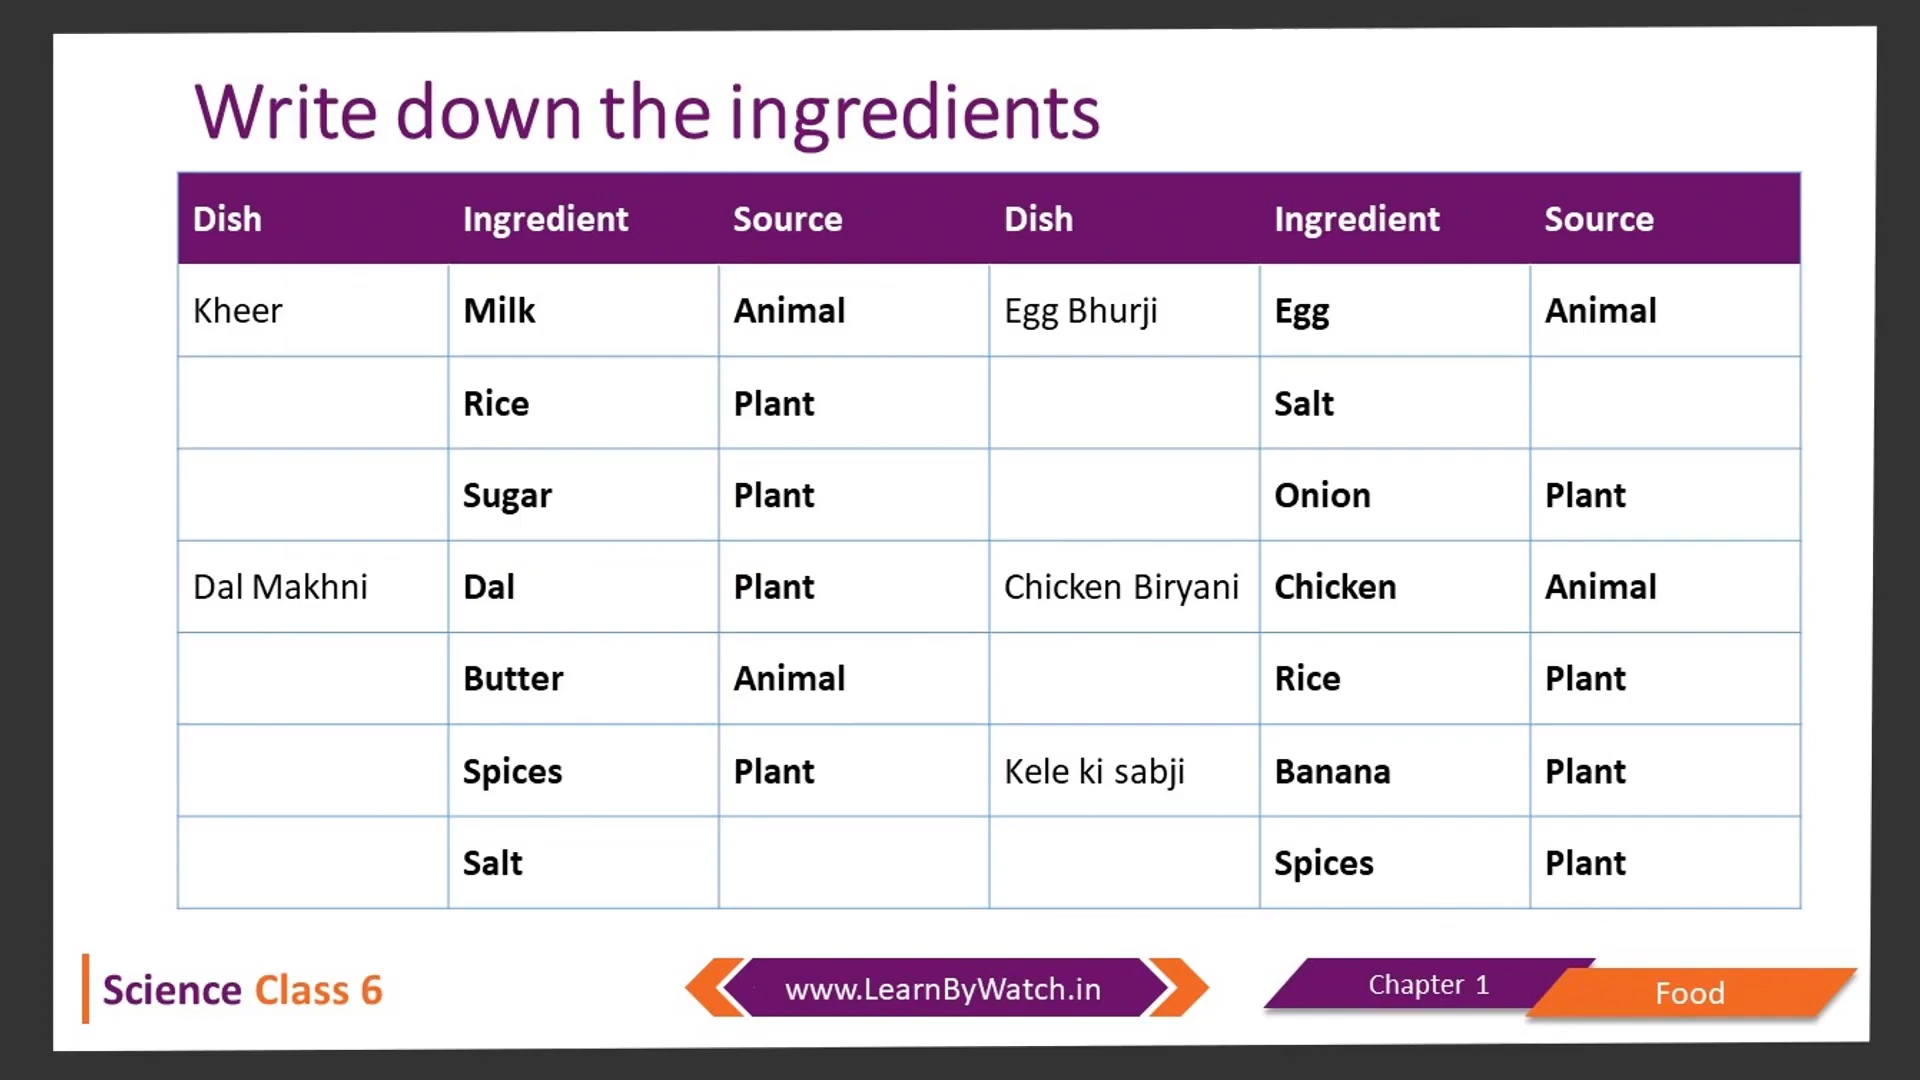 Write down the ingredients
Dish Ingredient Source Dish Ingredient Source
Kheer Milk Animal Egg Bhurji Egg Animal
Rice Plant Salt
Sugar Plant Onion Plant
Dal Makhni Dal Plant Chicken Biryani Chicken Animal
Butter Animal Rice Plant
Spices Plant Kele ki sabji Banana Plant
Salt Spices Plant
Science Class 6 www.LearnByWatch.in Chapter 1 Food